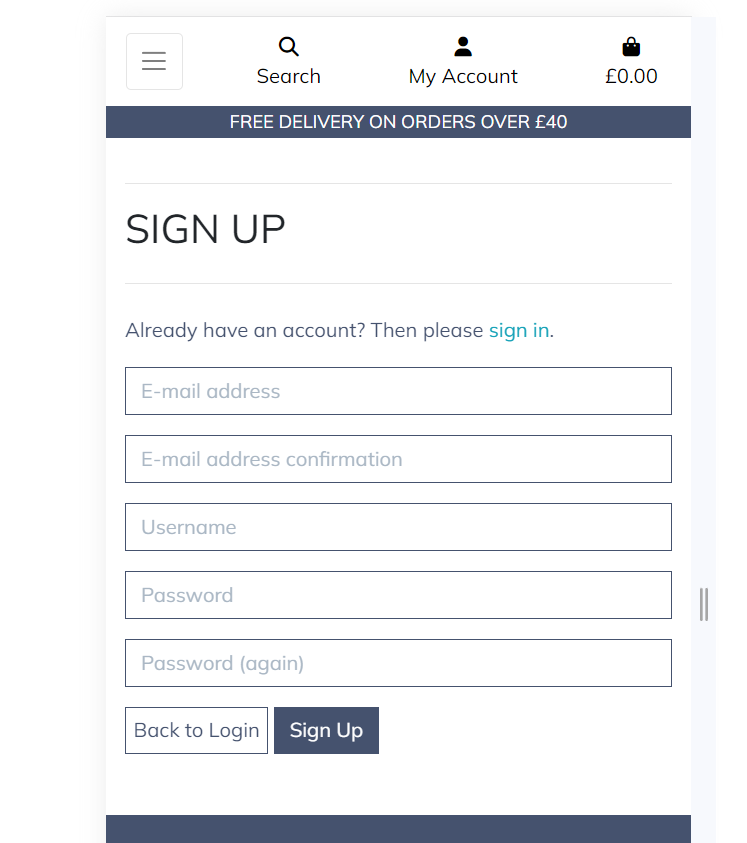 Search My Account £0.00
FREE DELIVERY ON ORDERS OVER £40
SIGN UP
Already have an account? Then please sign in.
E-mail address
E-mail address confirmation
Username
Password
Password (again)
Back to Login Sign Up